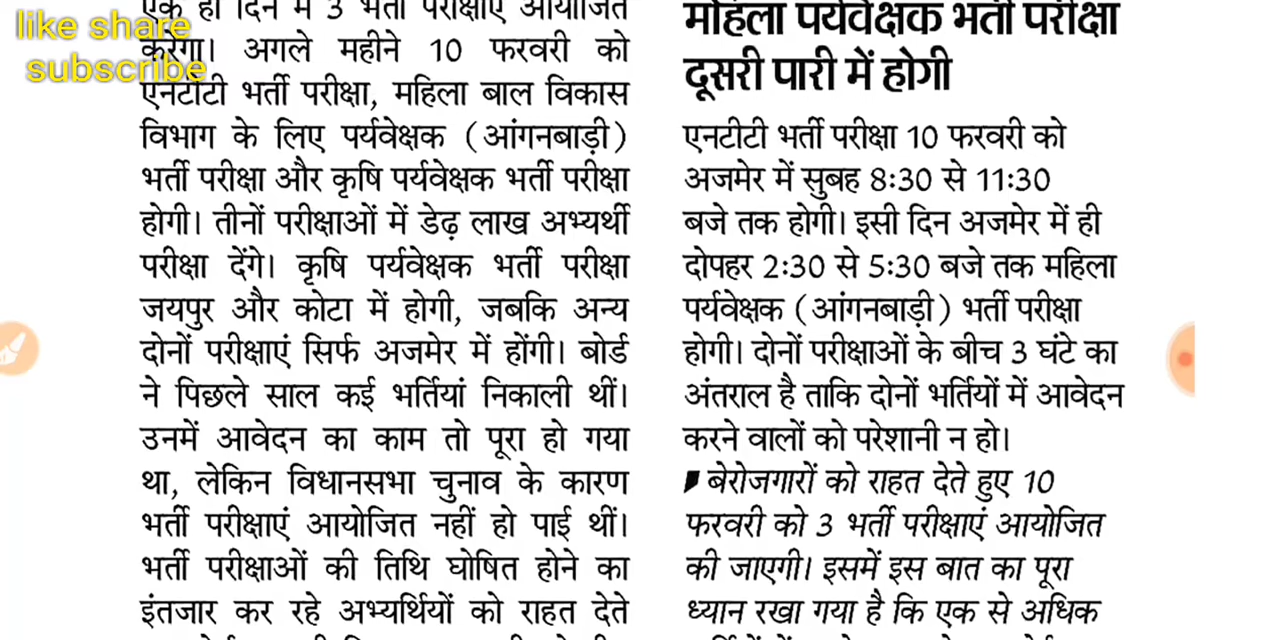 like share
subscribe
एक ही दिन में 3 भर्ती परीक्षाएं आयोजित
करेगा। अगले महीने 10 फरवरी को
एनटीटी भर्ती परीक्षा, महिला बाल विकास
विभाग के लिए पर्यवेक्षक (आंगनबाड़ी)
भर्ती परीक्षा और कृषि पर्यवेक्षक भर्ती परीक्षा
होगी। तीनों परीक्षाओं में डेढ़ लाख अभ्यर्थी
परीक्षा देंगे। कृषि पर्यवेक्षक भर्ती परीक्षा
जयपुर और कोटा में होगी, जबकि अन्य
दोनों परीक्षाएं सिर्फ अजमेर में होंगी। बोर्ड
ने पिछले साल कई भर्तियां निकाली थीं।
उनमें आवेदन का काम तो पूरा हो गया
था, लेकिन विधानसभा चुनाव के कारण
भर्ती परीक्षाएं आयोजित नहीं हो पाई थीं।
भर्ती परीक्षाओं की तिथि घोषित होने का
इंतजार कर रहे अभ्यर्थियों को राहत देते
महिला पर्यवेक्षक भर्ती परीक्षा
दूसरी पारी में होगी
एनटीटी भर्ती परीक्षा 10 फरवरी को
अजमेर में सुबह 8:30 से 11:30
बजे तक होगी। इसी दिन अजमेर में ही
दोपहर 2:30 से 5:30 बजे तक महिला
पर्यवेक्षक (आंगनबाड़ी) भर्ती परीक्षा
होगी। दोनों परीक्षाओं के बीच 3 घंटे का
अंतराल है ताकि दोनों भर्तियों में आवेदन
करने वालों को परेशानी न हो।
बेरोजगारों को राहत देते हुए 10
फरवरी को 3 भर्ती परीक्षाएं आयोजित
की जाएगी। इसमें इस बात का पूरा
ध्यान रखा गया है कि एक से अधिक